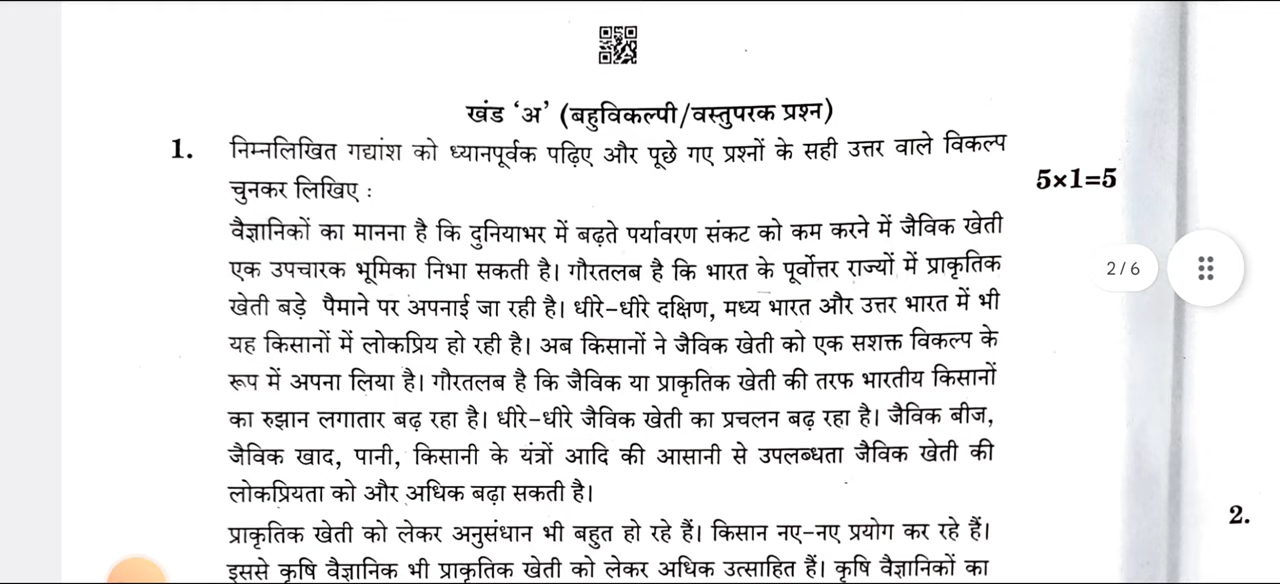 खंड ‘अ’ (बहुविकल्पी/वस्तुपरक प्रश्न)
1. निम्नलिखित गद्यांश को ध्यानपूर्वक पढ़िए और पूछे गए प्रश्नों के सही उत्तर वाले विकल्प
चुनकर लिखिए :
5×1=5
वैज्ञानिकों का मानना है कि दुनियाभर में बढ़ते पर्यावरण संकट को कम करने में जैविक खेती
एक उपचारक भूमिका निभा सकती है। गौरतलब है कि भारत के पूर्वोत्तर राज्यों में प्राकृतिक
खेती बड़े पैमाने पर अपनाई जा रही है। धीरे-धीरे दक्षिण, मध्य भारत और उत्तर भारत में भी
यह किसानों में लोकप्रिय हो रही है। अब किसानों ने जैविक खेती को एक सशक्त विकल्प के
रूप में अपना लिया है। गौरतलब है कि जैविक या प्राकृतिक खेती की तरफ भारतीय किसानों
का रुझान लगातार बढ़ रहा है। धीरे-धीरे जैविक खेती का प्रचलन बढ़ रहा है। जैविक बीज,
जैविक खाद, पानी, किसानी के यंत्रों आदि की आसानी से उपलब्धता जैविक खेती की
लोकप्रियता को और अधिक बढ़ा सकती है।
प्राकृतिक खेती को लेकर अनुसंधान भी बहुत हो रहे हैं। किसान नए-नए प्रयोग कर रहे हैं।
इससे कृषि वैज्ञानिक भी प्राकृतिक खेती को लेकर अधिक उत्साहित हैं। कृषि वैज्ञानिकों का
2/6
2.